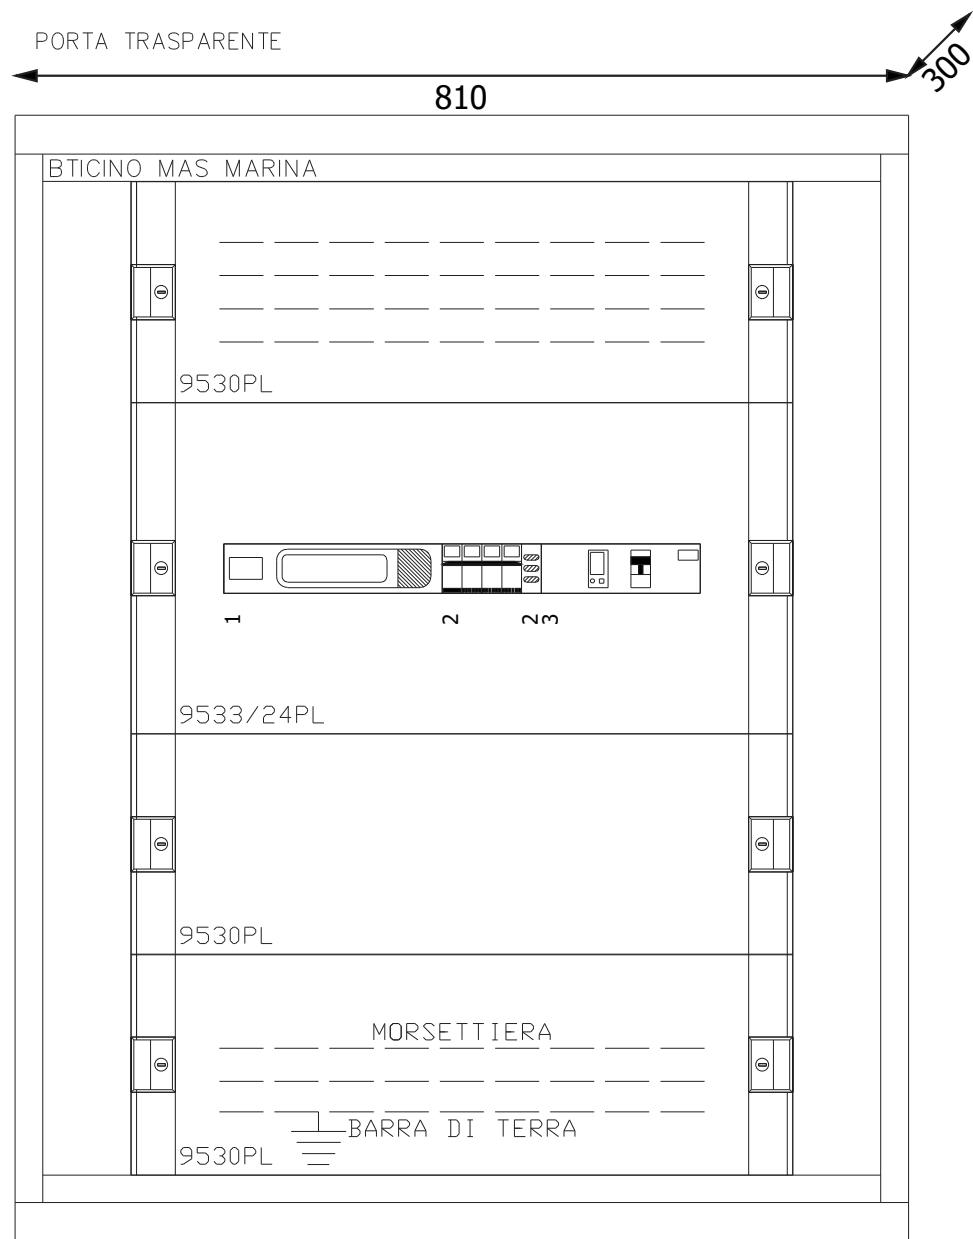 PORTA TRASPARENTE
300
810
BTICINO MAS MARINA
9530PL
1 2 2 3
9533/24PL
9530PL
MORSETTIERA
BARRA DI TERRA
9530PL